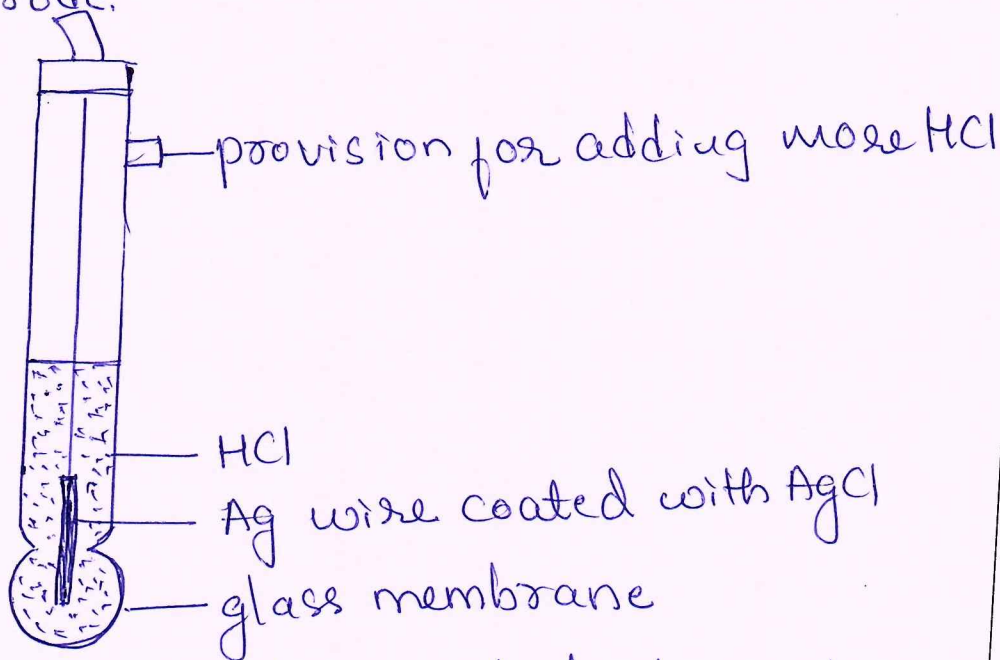 provision for adding more HCl
HCl
Ag wire coated with AgCl
glass membrane